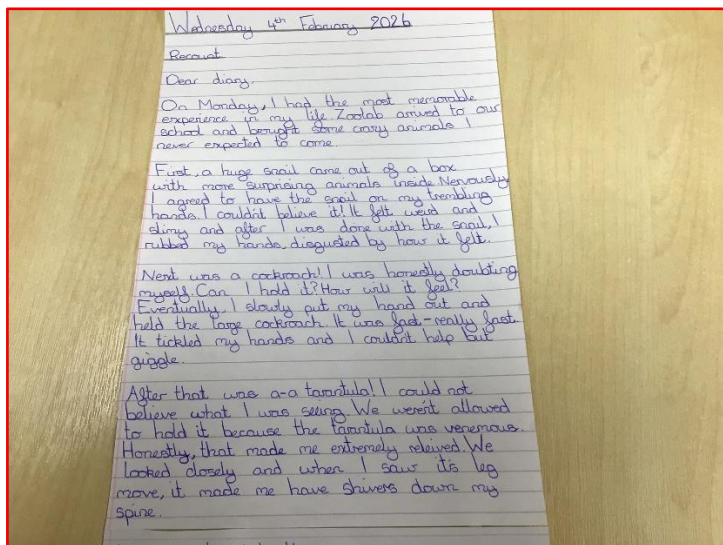 Wednesday 4th February 2026
Recount
Dear diary,
On Monday, I had the most memorable
experience in my life. Zoolab arrived to our
school and brought some crazy animals I
never expected to come.
First, a huge snail came out of a box
with more surprising animals inside. Nervously,
I agreed to have the snail on my trembling
hands. I couldn't believe it! It felt weird and
slimy and after I was done with the snail, I
rubbed my hands, disgusted by how it felt.
Next was a cockroach! I was honestly doubting
myself. Can I hold it? How will it feel?
Eventually, I slowly put my hand out and
held the large cockroach. It was fast-really fast.
It tickled my hands and I couldn't help but
giggle.
After that was a-a tarantula! I could not
believe what I was seeing. We weren't allowed
to hold it because the tarantula was venemous.
Honestly, that made me extremely releived. We
looked closely and when I saw it's leg
move, it made me have shivers down my
spine.